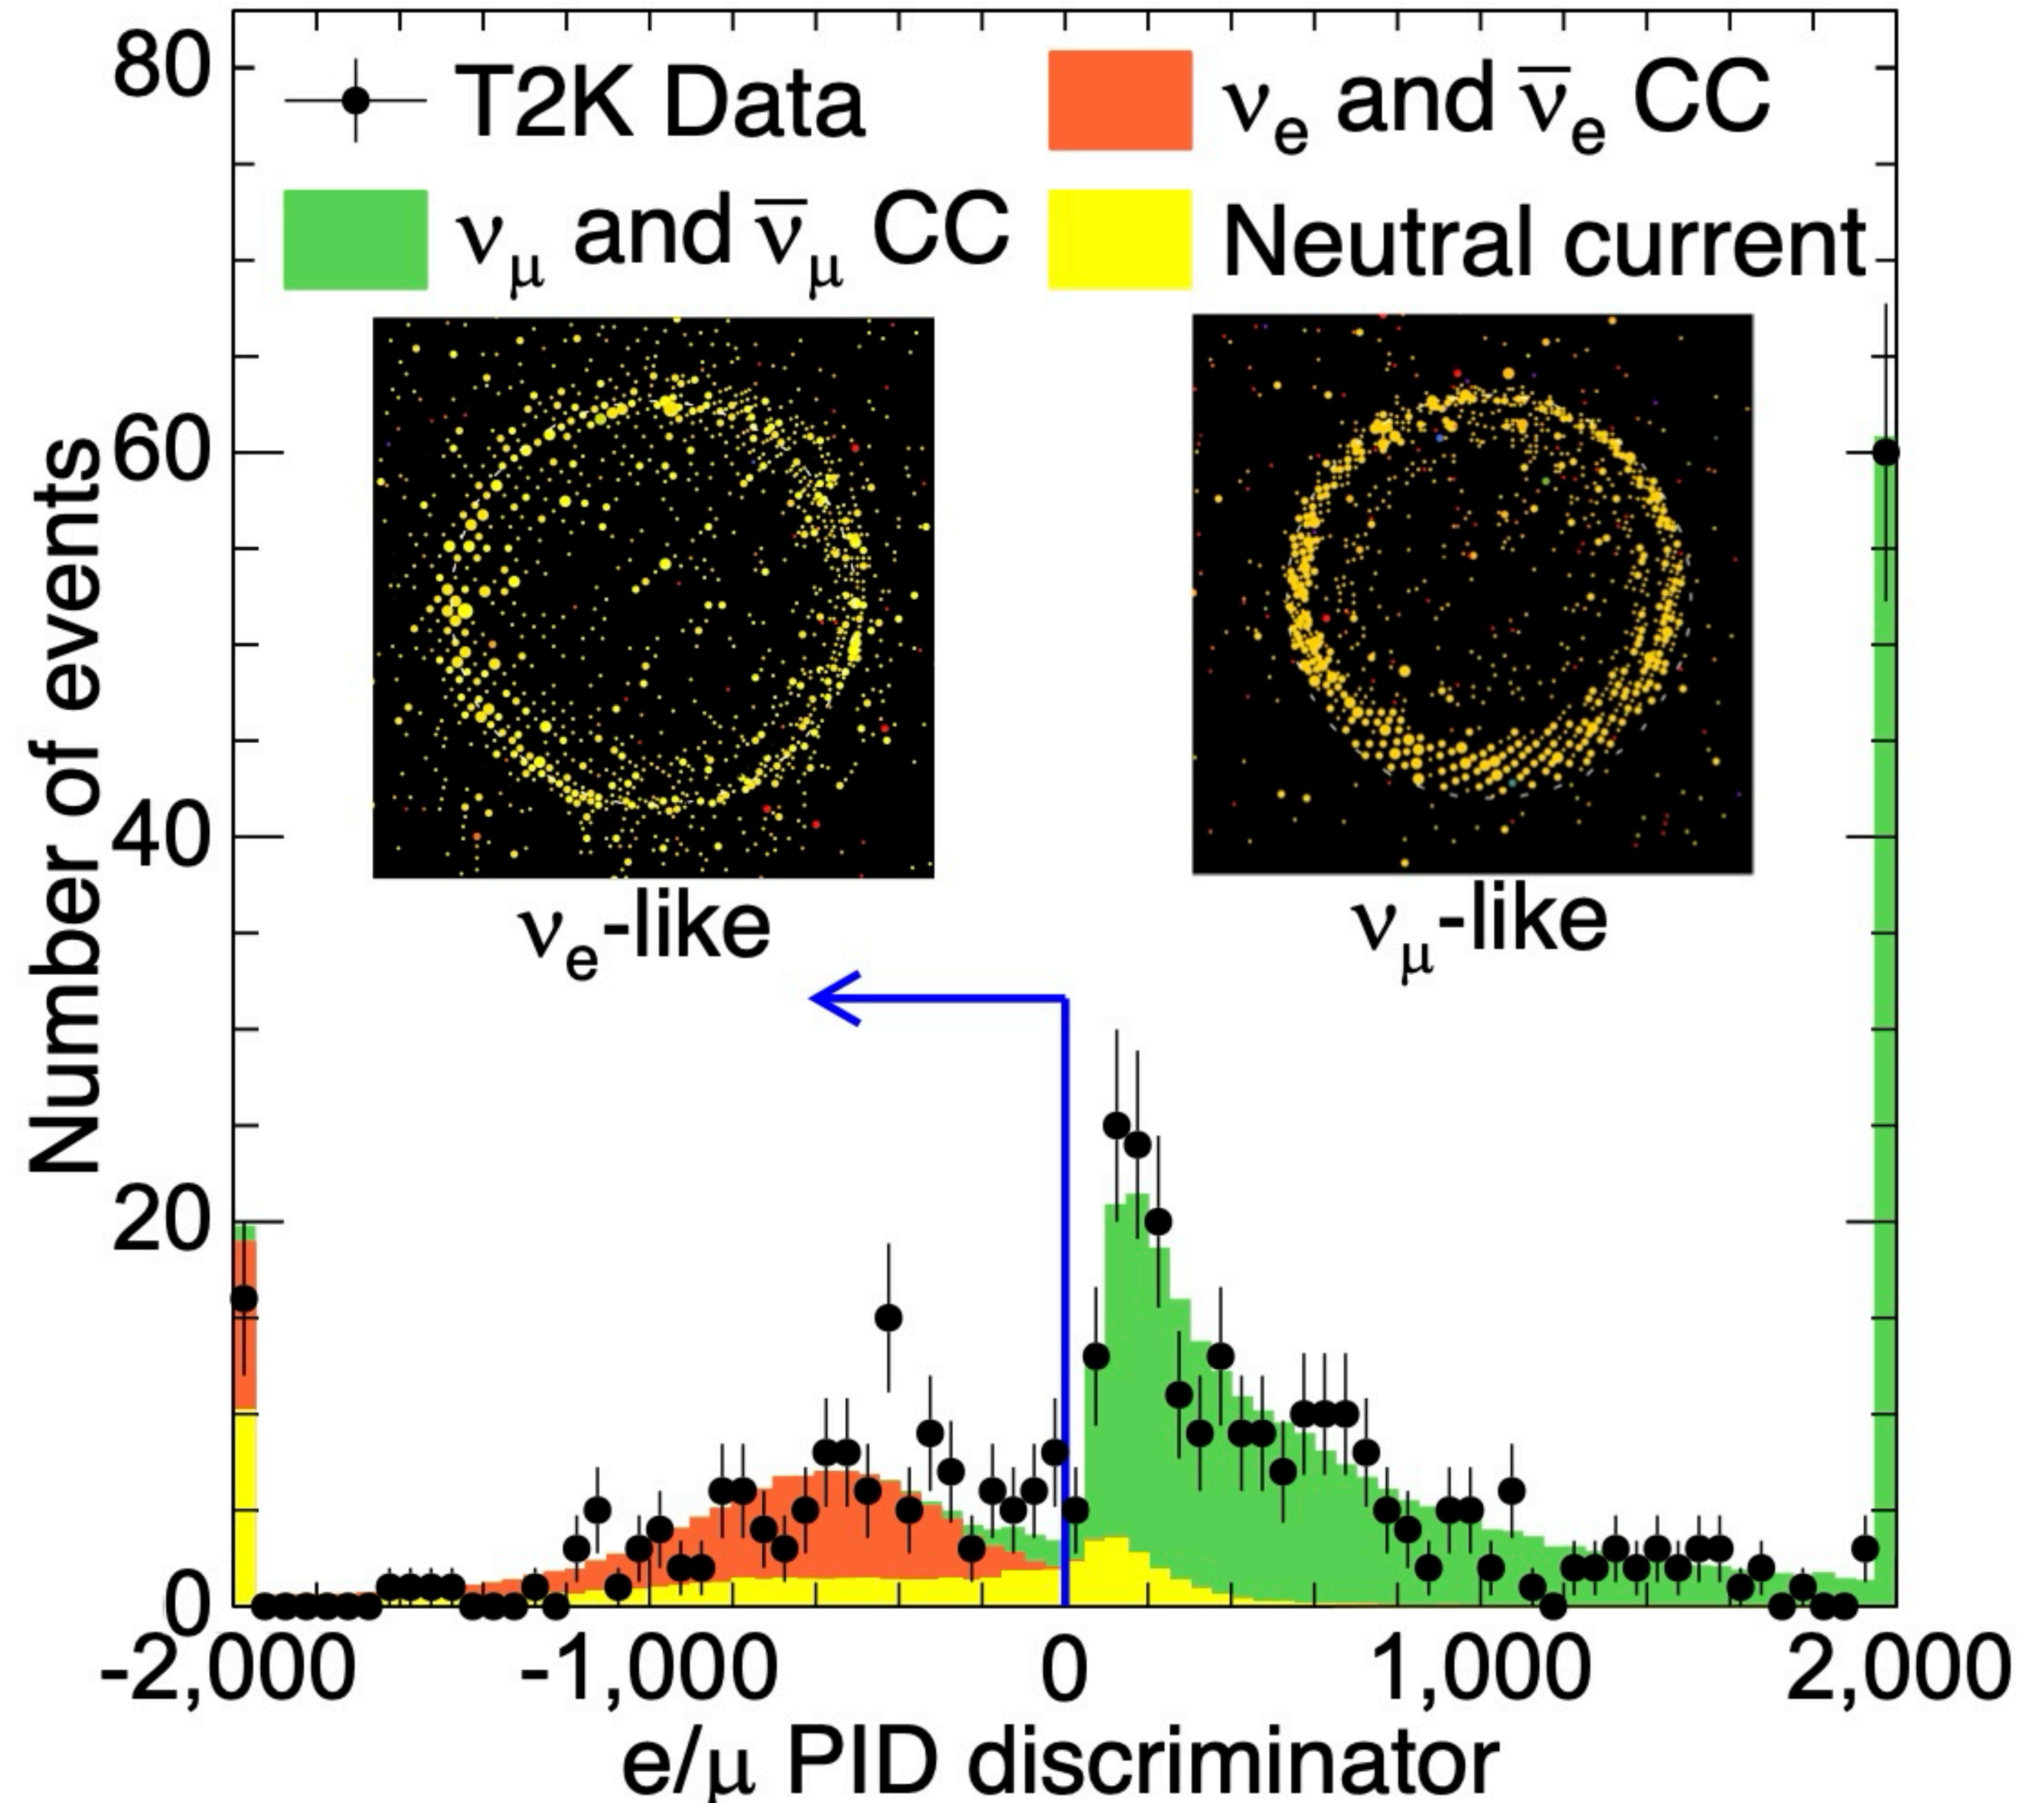 80
T2K Data
νe and ν̅e CC
νμ and ν̅μ CC
Neutral current
60
40
20
0
Number of events
νe-like
νμ-like
-2,000
-1,000
0
1,000
2,000
e/μ PID discriminator